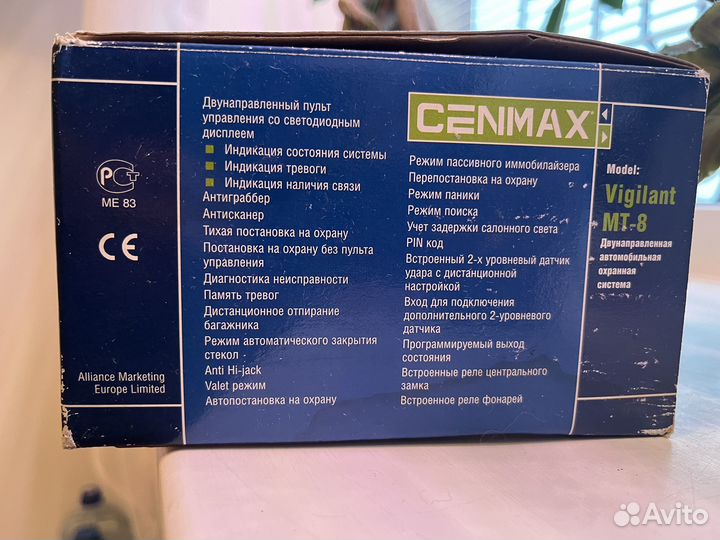 РСТ
МЕ 83
CE
Alliance Marketing
Europe Limited
Двунаправленный пульт
управления со светодиодным
дисплеем
Индикация состояния системы
Индикация тревоги
Индикация наличия связи
Антиграббер
Антисканер
Тихая постановка на охрану
Постановка на охрану без пульта
управления
Диагностика неисправности
Память тревог
Дистанционное отпирание
багажника
Режим автоматического закрытия
стекол
Anti Hi-jack
Valet режим
Автопостановка на охрану
CENMAX
Режим пассивного иммобилайзера
Перепостановка на охрану
Режим паники
Режим поиска
Учет задержки салонного света
PIN код
Встроенный 2-х уровневый датчик
удара с дистанционной
настройкой
Вход для подключения
дополнительного 2-уровневого
датчика
Программируемый выход
состояния
Встроенные реле центрального
замка
Встроенное реле фонарей
Model:
Vigilant
MT-8
Двунаправленная
автомобильная
охранная
система
Avito